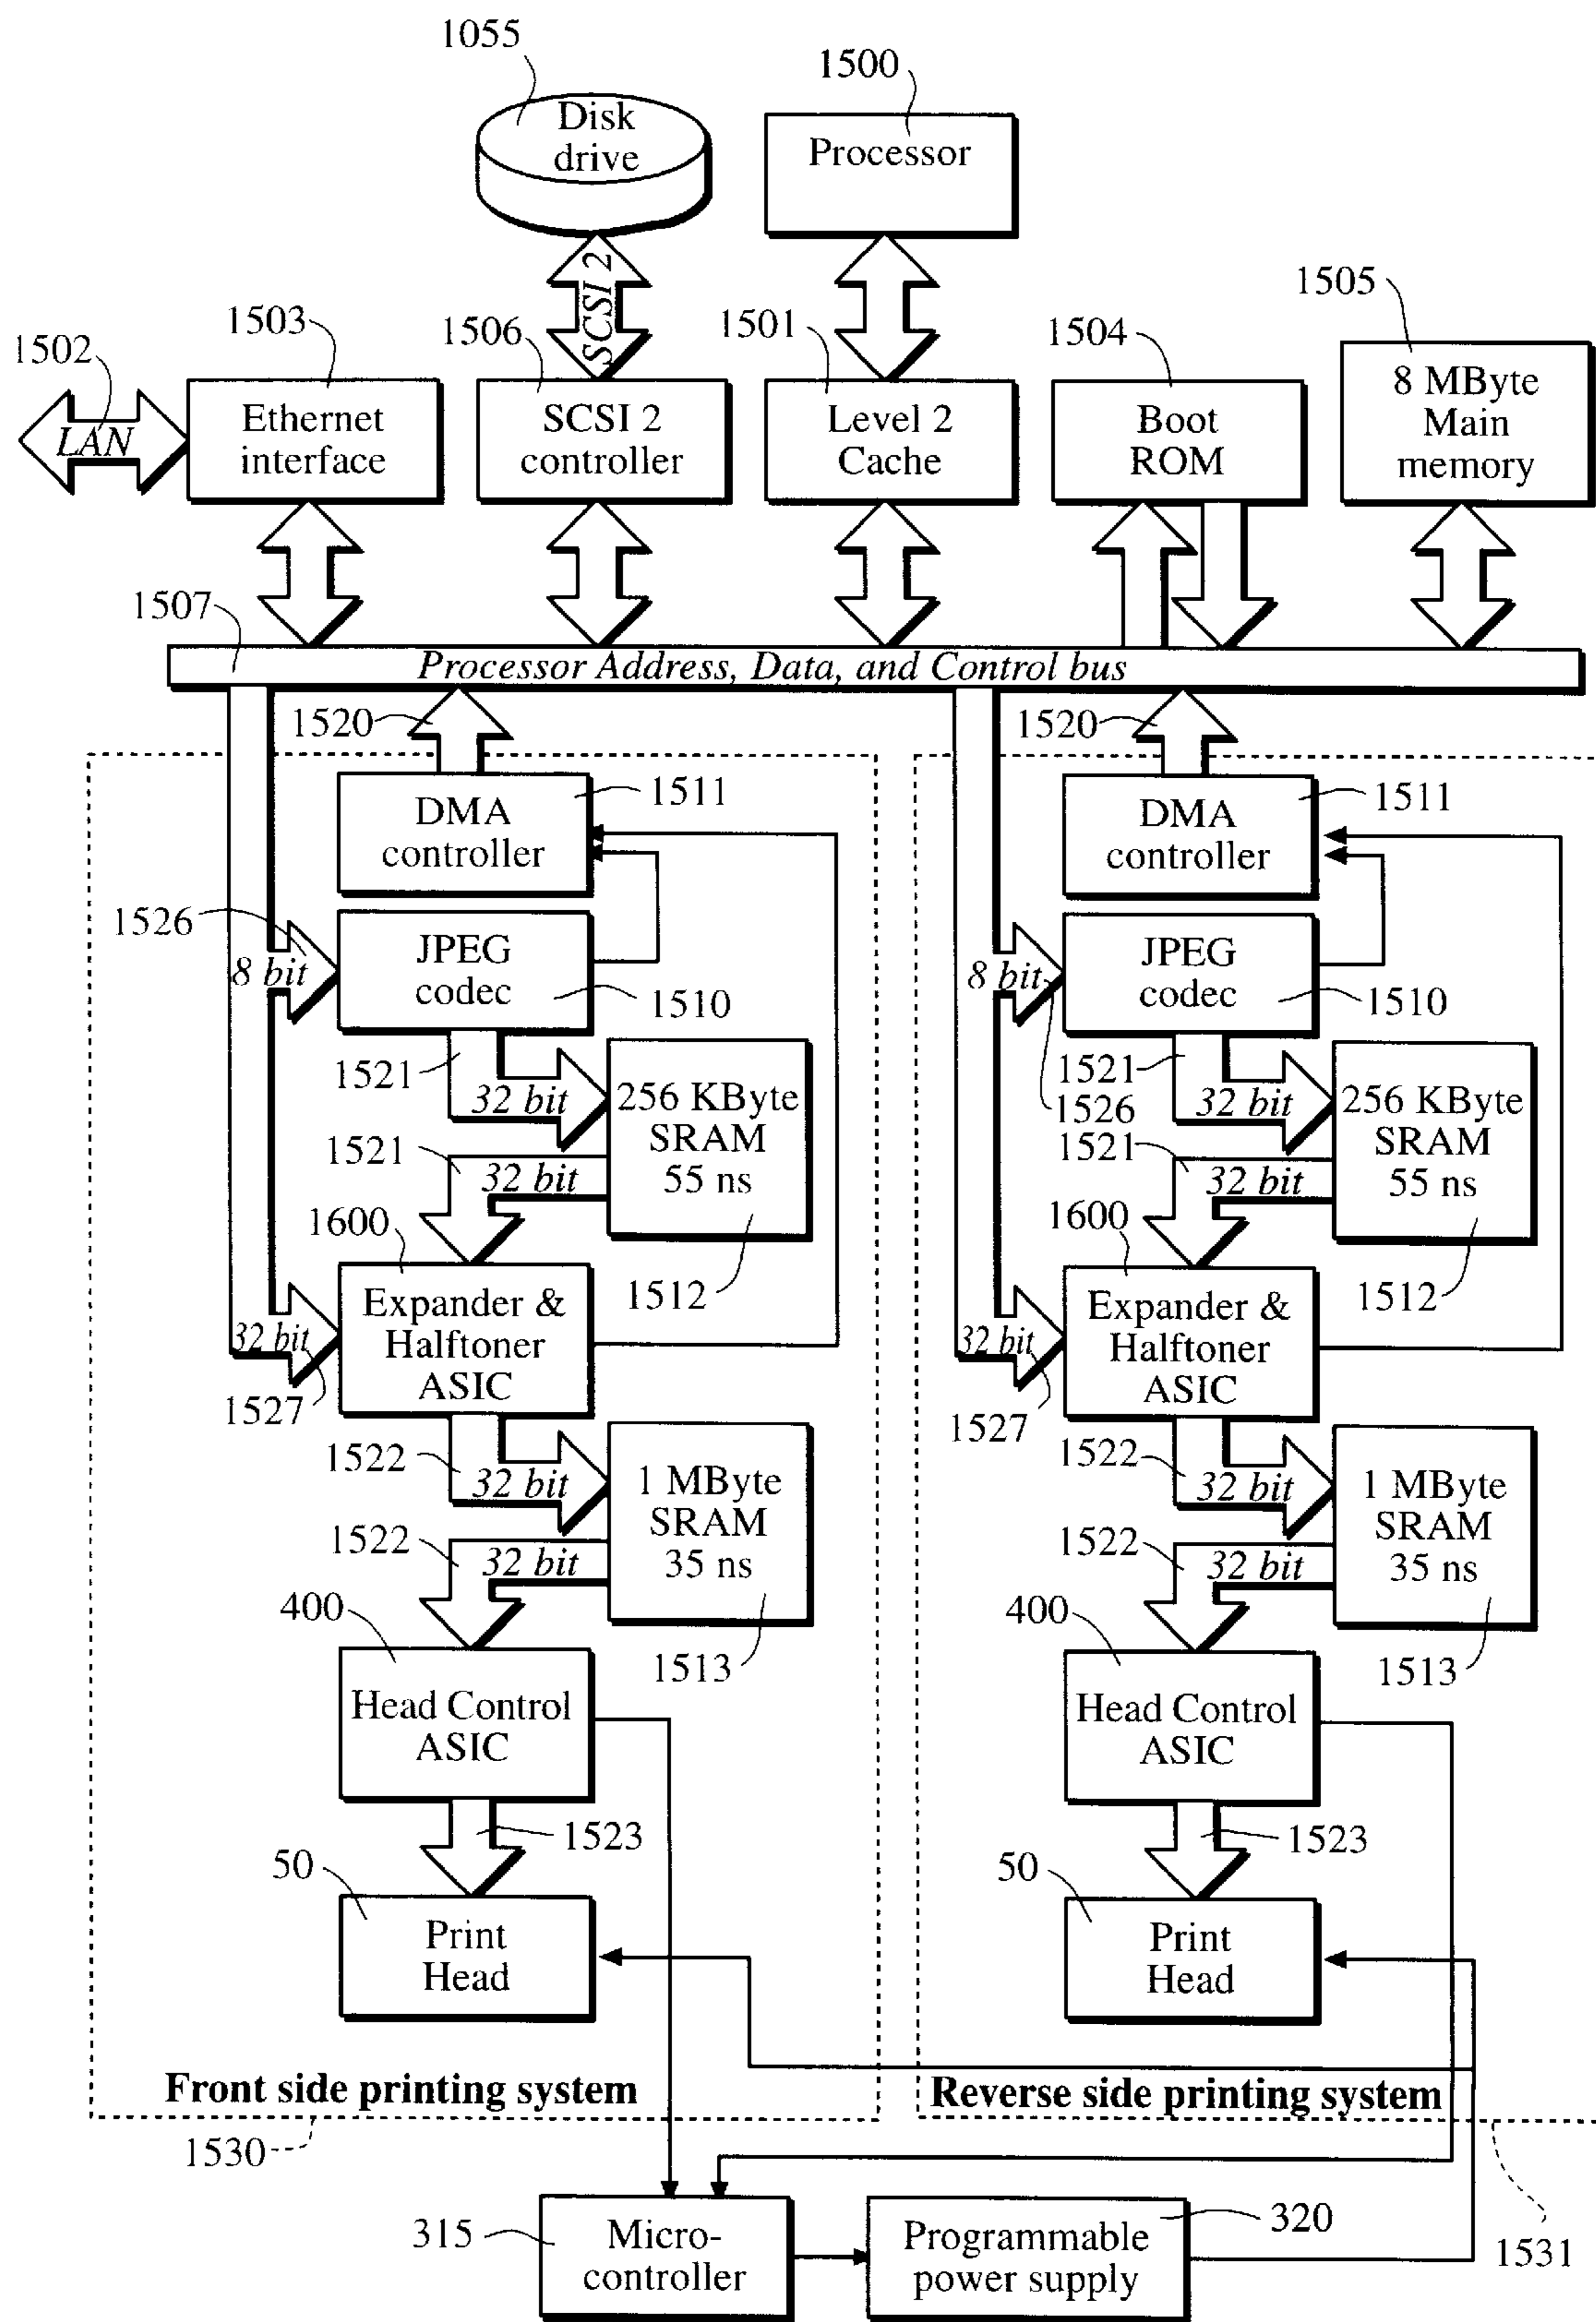 1055
1500
Disk
drive
Processor
SCSI 2
1505
1503
1506
1501
1504
1502
LAN
Ethernet
interface
SCSI 2
controller
Level 2
Cache
Boot
ROM
8 MByte
Main
memory
1507
Processor Address, Data, and Control bus
1520
DMA
controller
1511
1526
8 bit
JPEG
codec
1510
1521
32 bit
256 KByte
SRAM
55 ns
1521
32 bit
1600
1512
Expander &
Halftoner
ASIC
32 bit
1527
1522
32 bit
1 MByte
SRAM
35 ns
1522
32 bit
400
1513
Head Control
ASIC
1523
50
Print
Head
Front side printing system
1530
1520
DMA
controller
1511
8 bit
JPEG
codec
1510
1521
1526
32 bit
256 KByte
SRAM
55 ns
1521
32 bit
1600
1512
Expander &
Halftoner
ASIC
32 bit
1527
1522
32 bit
1 MByte
SRAM
35 ns
1522
32 bit
400
1513
Head Control
ASIC
1523
50
Print
Head
Reverse side printing system
1531
315
Micro-
controller
Programmable
power supply
320